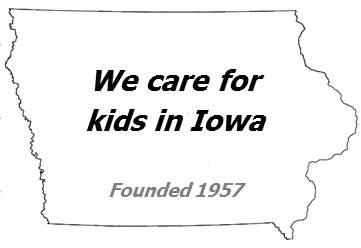 We care for
kids in Iowa
Founded 1957